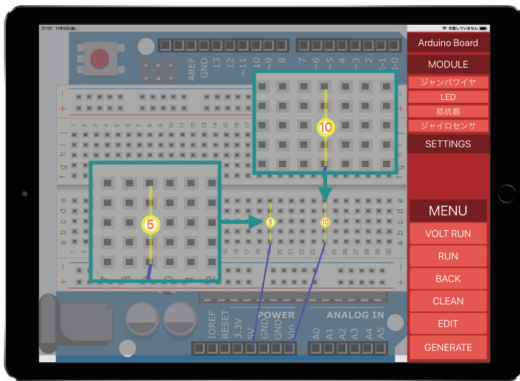 Arduino Board
MODULE
ジャンパワイヤ
LED
抵抗器
ジャイロセンサ
SETTINGS
MENU
VOLT RUN
RUN
BACK
CLEAN
EDIT
GENERATE
AREF
GND
13
12
~11
10
~9
8
7
~6
~5
4
~3
2
10
5
IOREF
RESET
3.3V
5V
GND
GND
Vin
POWER
ANALOG IN
A0
A1
A2
A3
A4
A5